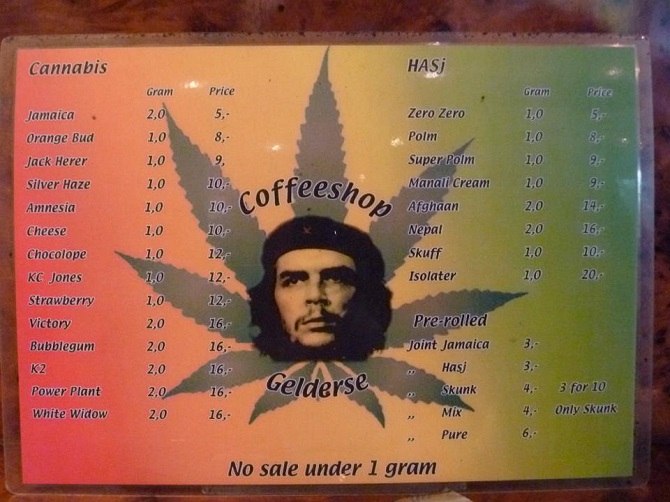 Cannabis
Gram Price
Jamaica 2,0 5,-
Orange Bud 1,0 8,-
Jack Herer 1,0 9,
Silver Haze 1,0 10,-
Amnesia 1,0 10,-
Cheese 1,0 10,-
Chocolope 1,0 12,-
KC Jones 1,0 12,-
Strawberry 1,0 12,-
Victory 2,0 16,-
Bubblegum 2,0 16,-
K2 2,0 16,-
Power Plant 2,0 16,-
White Widow 2,0 16,-
Coffeeshop
Gelderse
HASj
Gram Price
Zero Zero 1,0 5,-
Polm 1,0 8,-
Super Polm 1,0 9,-
Manali Cream 1,0 9,-
Afghaan 2,0 14,-
Nepal 2,0 16,-
Skuff 1,0 10,-
Isolater 1,0 20,-
Pre-rolled
Joint Jamaica 3,-
,, Hasj 3,-
,, Skunk 4,- 3 for 10
,, Mix 4,- Only Skunk
,, Pure 6,-
No sale under 1 gram